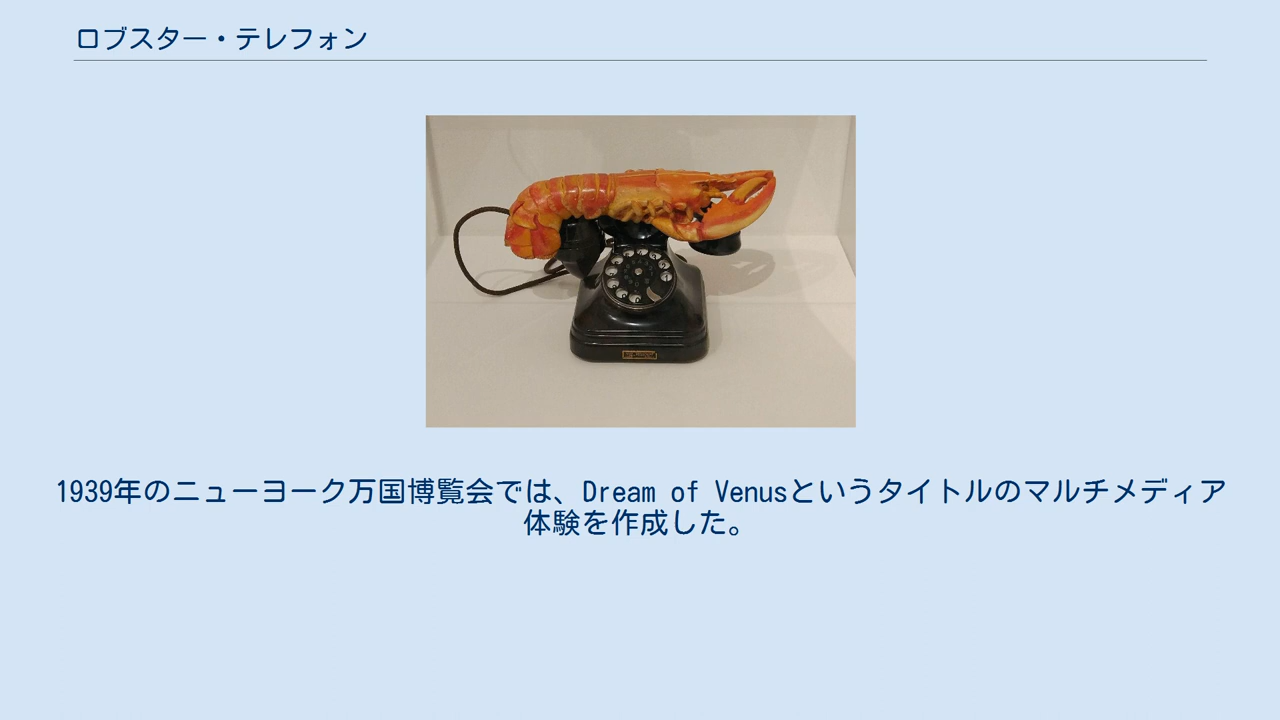 ロブスター・テレフォン
1939年のニューヨーク万国博覧会では、Dream of Venusというタイトルのマルチメディア
体験を作成した。